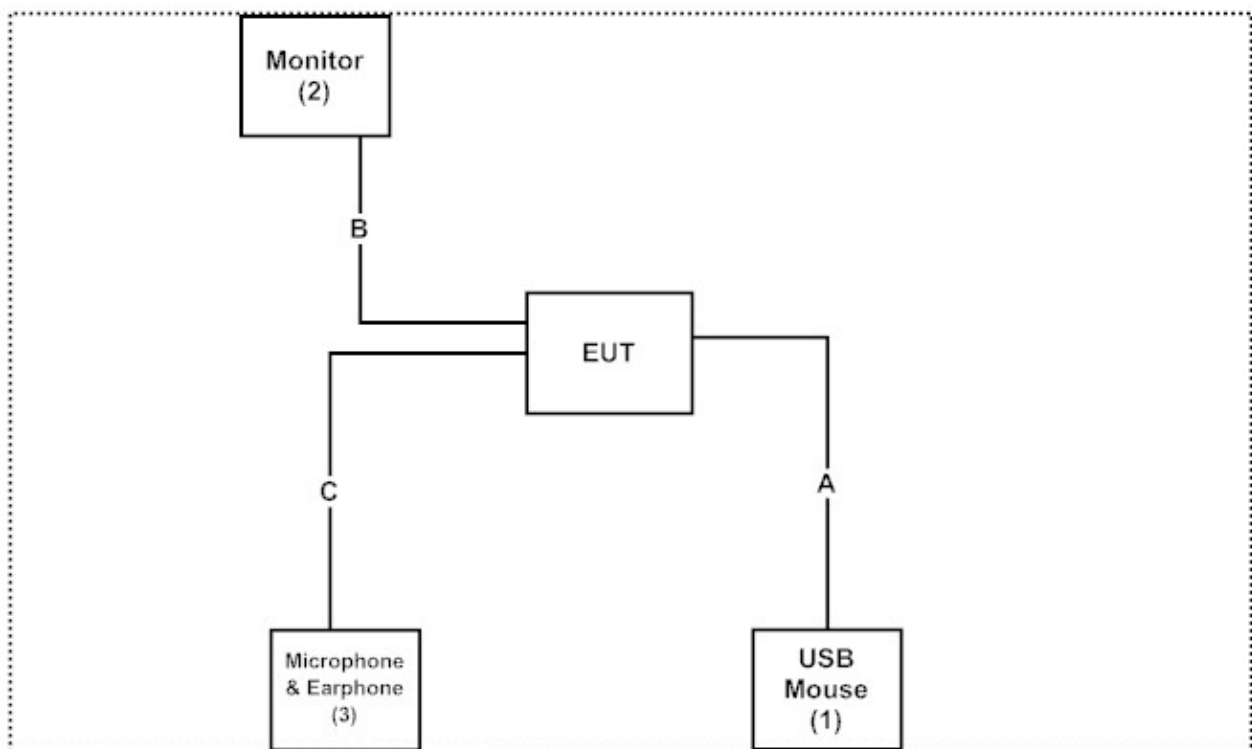 Monitor
(2)
B
EUT
C
A
Microphone
& Earphone
(3)
USB
Mouse
(1)